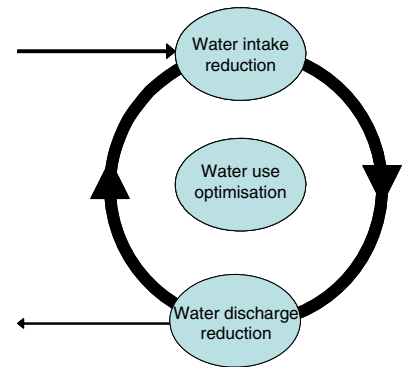 Water intake
reduction
Water use
optimisation
Water discharge
reduction